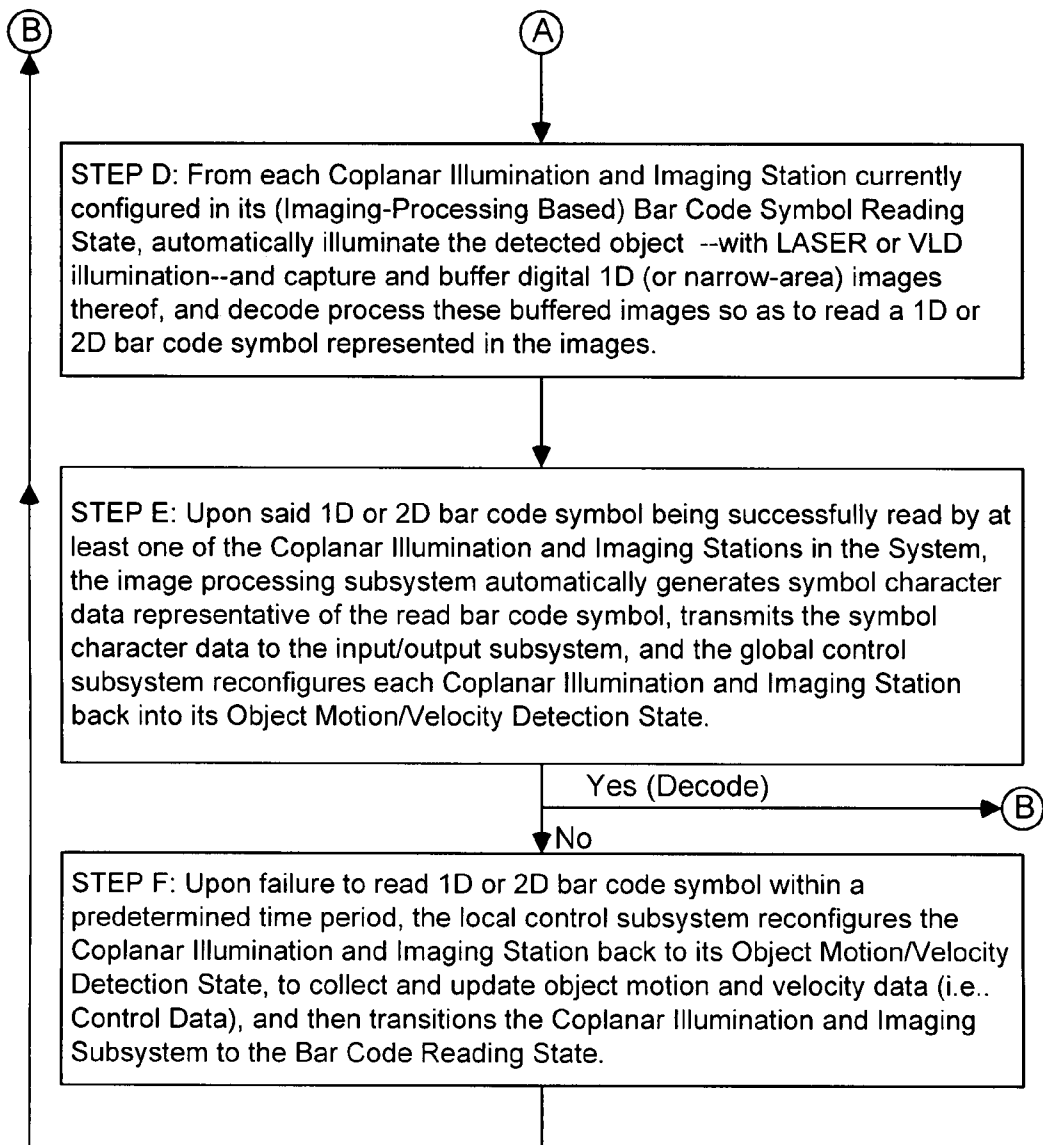 B
A
STEP D: From each Coplanar Illumination and Imaging Station currently
configured in its (Imaging-Processing Based) Bar Code Symbol Reading
State, automatically illuminate the detected object --with LASER or VLD
illumination--and capture and buffer digital 1D (or narrow-area) images
thereof, and decode process these buffered images so as to read a 1D or
2D bar code symbol represented in the images.
STEP E: Upon said 1D or 2D bar code symbol being successfully read by at
least one of the Coplanar Illumination and Imaging Stations in the System,
the image processing subsystem automatically generates symbol character
data representative of the read bar code symbol, transmits the symbol
character data to the input/output subsystem, and the global control
subsystem reconfigures each Coplanar Illumination and Imaging Station
back into its Object Motion/Velocity Detection State.
Yes (Decode)
B
No
STEP F: Upon failure to read 1D or 2D bar code symbol within a
predetermined time period, the local control subsystem reconfigures the
Coplanar Illumination and Imaging Station back to its Object Motion/Velocity
Detection State, to collect and update object motion and velocity data (i.e..
Control Data), and then transitions the Coplanar Illumination and Imaging
Subsystem to the Bar Code Reading State.